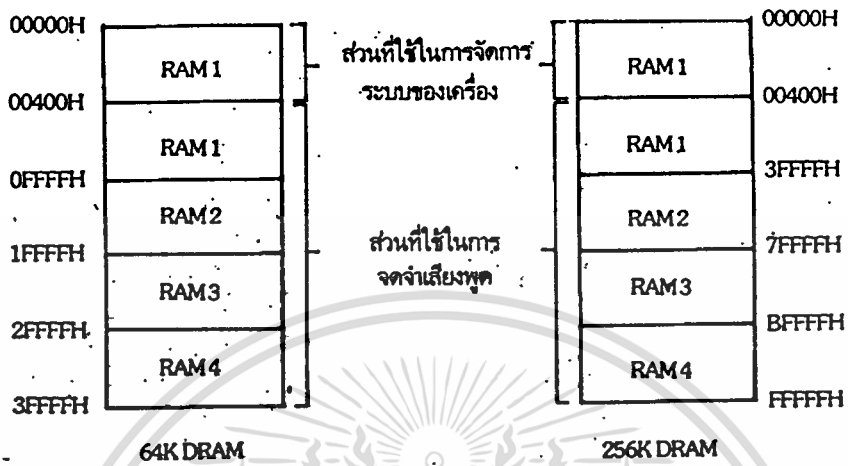 00000H
RAM 1
00400H
RAM 1
0FFFFH
RAM 2
1FFFFH
RAM 3
2FFFFH
RAM 4
3FFFFH
64K DRAM
ส่วนที่ใช้ในการจัดการ
ระบบของเครื่อง
ส่วนที่ใช้ในการ
จดจำเสียงพูด
00000H
RAM 1
00400H
RAM 1
3FFFFH
RAM 2
7FFFFH
RAM 3
BFFFFH
RAM 4
FFFFFH
256K DRAM